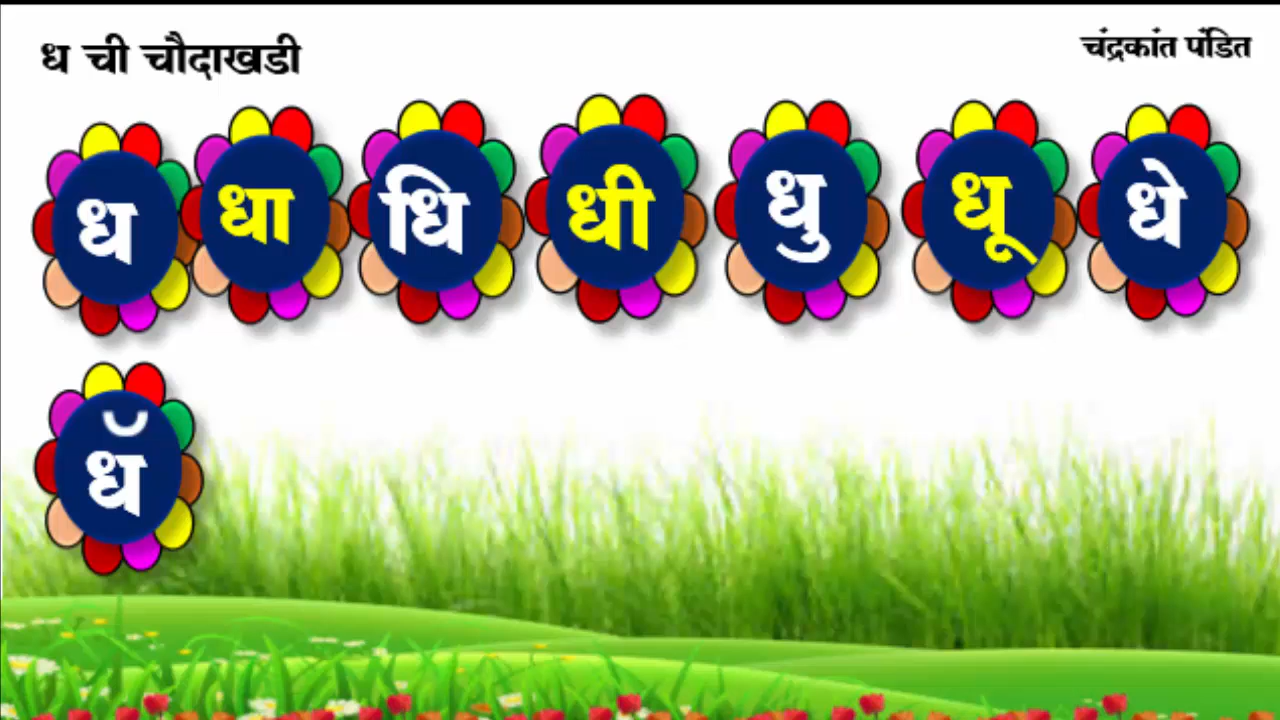 ध ची चौदाखडी
चंद्रकांत पंडित
ध धा धि धी धु धू धे
धॅ